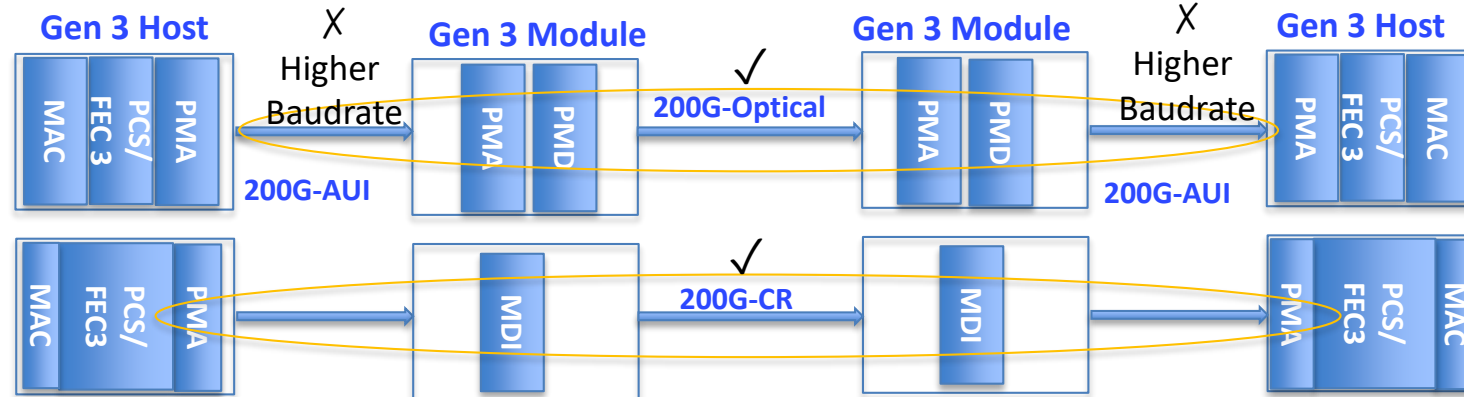 Gen 3 Host
✗
Higher
Baudrate
Gen 3 Module
✓
200G-Optical
Gen 3 Module
✗
Higher
Baudrate
Gen 3 Host
MAC
PCS/
FEC 3
PMA
200G-AUI
PMA
PMD
PMA
PMD
200G-AUI
PMA
PCS/
FEC 3
MAC
MAC
PCS/
FEC3
PMA
MDI
✓
200G-CR
MDI
PMA
PCS/
FEC3
MAC